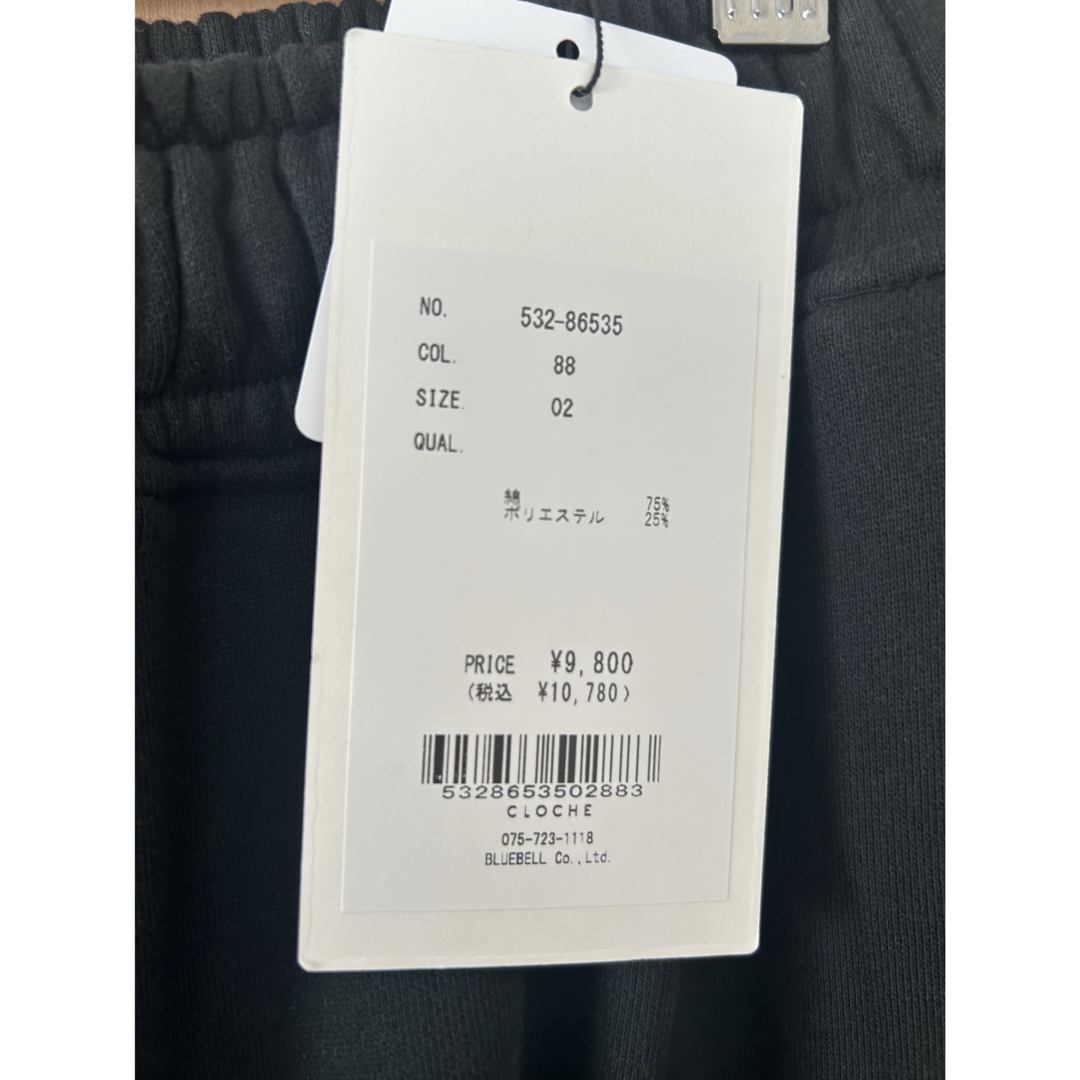 NO. 532-86535
COL. 88
SIZE. 02
QUAL.
綿 75%
ポリエステル 25%
PRICE ¥9,800
(税込 ¥10,780)
5328653502883
CLOCHE
075-723-1118
BLUEBELL Co.,Ltd.